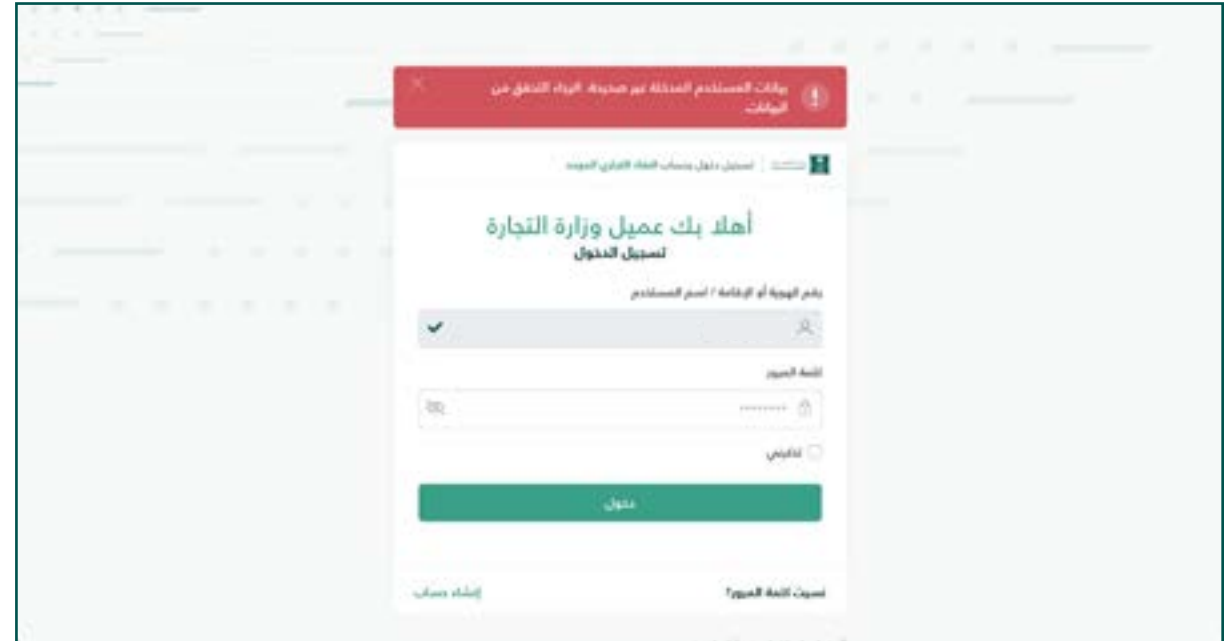 بيانات المستخدم المدخلة غير صحيحة. الرجاء التحقق من
البيانات.
تسجيل دخول بحساب النفاذ التجاري الموحد
أهلا بك عميل وزارة التجارة
تسجيل الدخول
رقم الهوية أو الإقامة / اسم المستخدم
كلمة المرور
تذكرني
دخول
نسيت كلمة المرور؟
إنشاء حساب